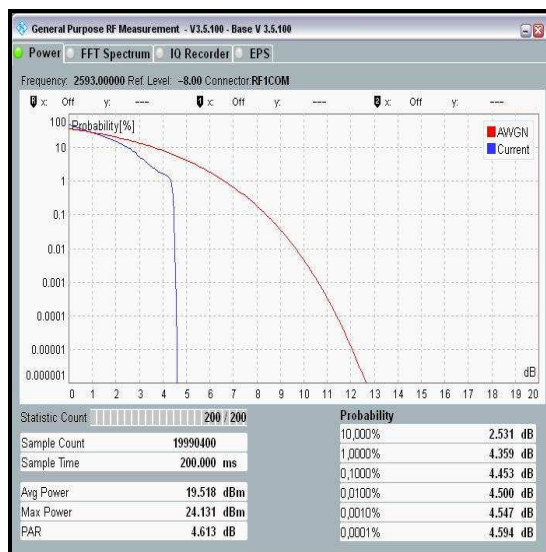 General Purpose RF Measurement - V3.5.100 - Base V 3.5.100
Power FFT Spectrum IQ Recorder EPS
Frequency: 2593.00000 Ref. Level: -8.00 Connector:RF1COM
x: Off y: --- 1 x: Off y: --- 2 x: Off y: ---
Probability[%]
AWGN
Current
100
10
1
0.1
0.01
0.001
0.0001
0.00001
0.000001
dB
0 1 2 3 4 5 6 7 8 9 10 11 12 13 14 15 16 17 18 19 20
Statistic Count 200 / 200
Sample Count 19990400
Sample Time 200.000 ms
Avg Power 19.518 dBm
Max Power 24.131 dBm
PAR 4.613 dB
Probability
10,000% 2.531 dB
1,0000% 4.359 dB
0,1000% 4.453 dB
0,0100% 4.500 dB
0,0010% 4.547 dB
0,0001% 4.594 dB